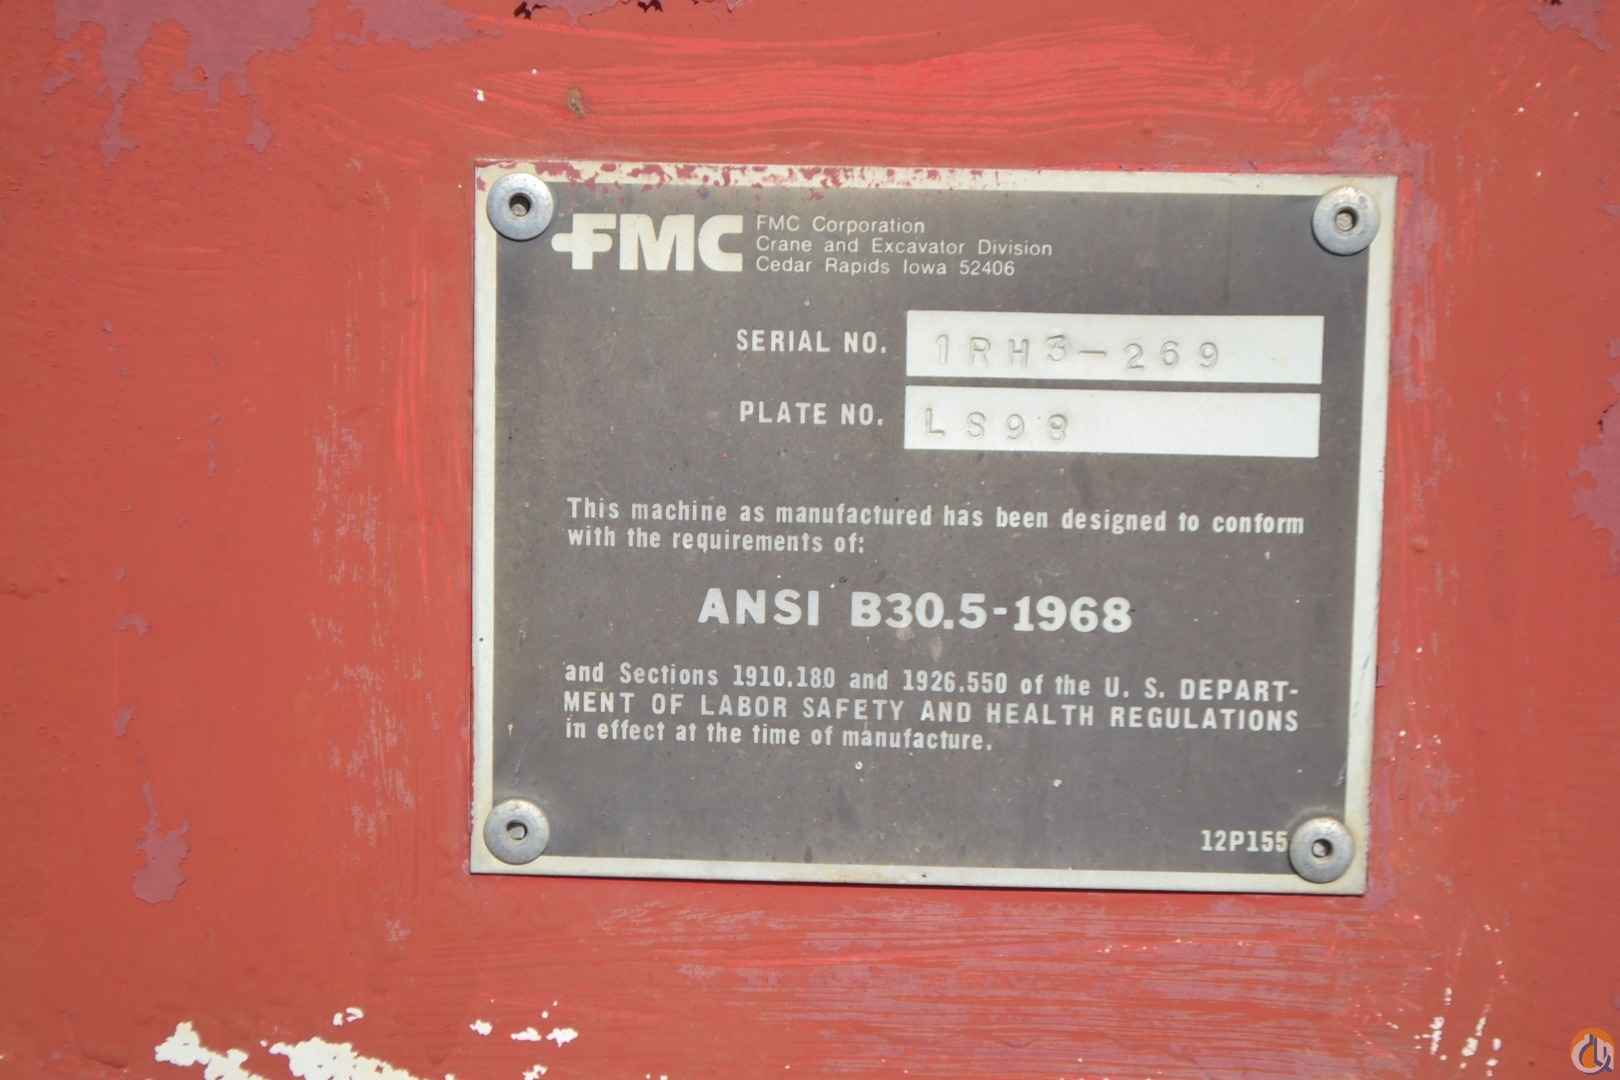 FMC
FMC Corporation
Crane and Excavator Division
Cedar Rapids Iowa 52406
SERIAL NO. 1RH3-269
PLATE NO. LS98
This machine as manufactured has been designed to conform
with the requirements of:
ANSI B30.5-1968
and Sections 1910.180 and 1926.550 of the U. S. DEPART-
MENT OF LABOR SAFETY AND HEALTH REGULATIONS
in effect at the time of manufacture.
12P155